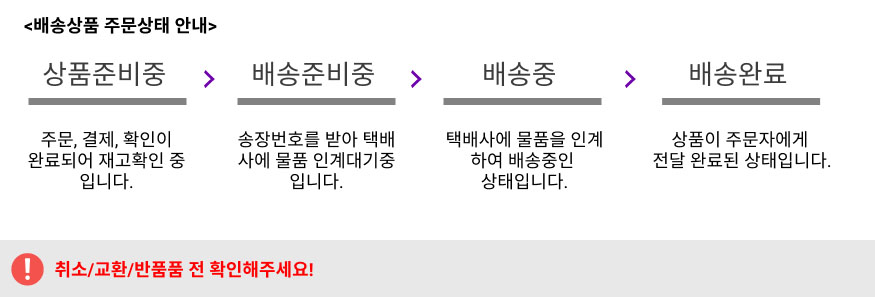 <배송상품 주문상태 안내>
상품준비중
배송준비중
배송중
배송완료
주문, 결제, 확인이
완료되어 재고확인 중
입니다.
송장번호를 받아 택배
사에 물품 인계대기중
입니다.
택배사에 물품을 인계
하여 배송중인
상태입니다.
상품이 주문자에게
전달 완료된 상태입니다.
취소/교환/반품품 전 확인해주세요!